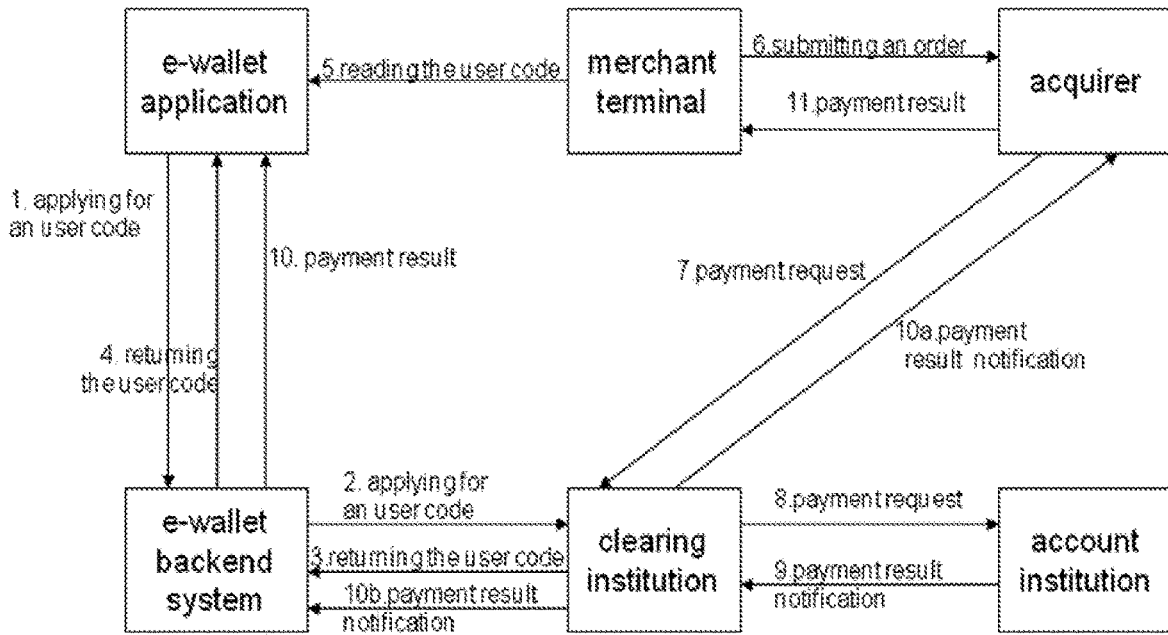 e-wallet
application
5.reading the user code
merchant
terminal
6.submitting an order
11.payment result
acquirer
1. applying for
an user code
10. payment result
4. returning
the user code
7.payment request
10a.payment
result notification
e-wallet
backend
system
2. applying for
an user code
3.returning the user code
10b.payment result
notification
clearing
institution
8.payment request
9.payment result
notification
account
institution